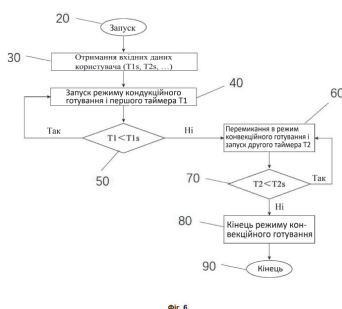 20
Запуск
30
Отримання вхідних даних
користувача (T1s, T2s, ...)
40
Запуск режиму кондукційного
готування і першого таймера T1
Так
T1<T1s
Ні
50
60
Перемикання в режим
конвекційного готування і
запуск другого таймера T2
70
T2<T2s
Так
Ні
80
Кінець режиму кон-
векційного готування
90
Кінець
Фіг. 6